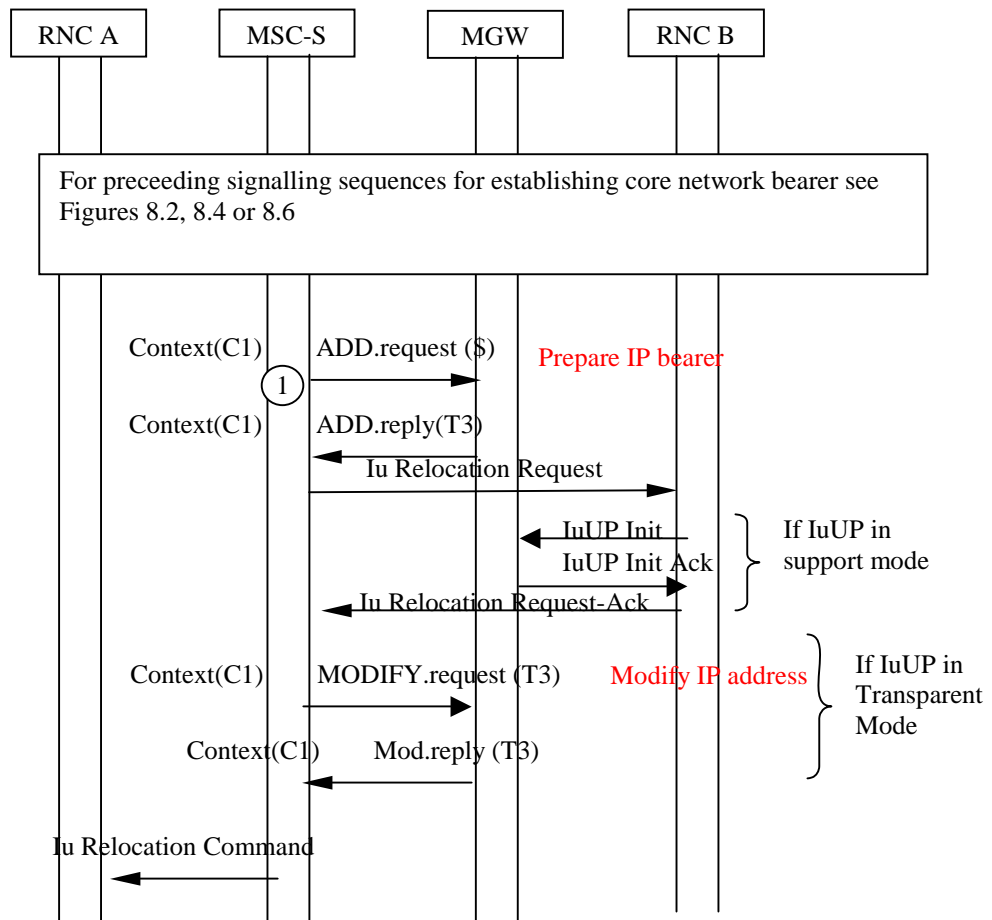 RNC A
MSC-S
MGW
RNC B
For preceeding signalling sequences for establishing core network bearer see
Figures 8.2, 8.4 or 8.6
Context(C1)
ADD.request ($)
Prepare IP bearer
1
Context(C1)
ADD.reply(T3)
Iu Relocation Request
IuUP Init
If IuUP in
support mode
IuUP Init Ack
Iu Relocation Request-Ack
Context(C1)
MODIFY.request (T3)
Modify IP address
If IuUP in
Transparent
Mode
Context(C1)
Mod.reply (T3)
Iu Relocation Command